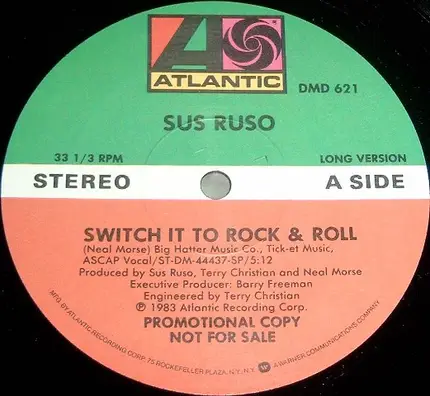 ATLANTIC
DMD 621
SUS RUSO
33 1/3 RPM LONG VERSION
STEREO A SIDE
SWITCH IT TO ROCK & ROLL
(Neal Morse) Big Hatter Music Co., Tick-et Music,
ASCAP Vocal/ST-DM-44437-SP/5:12
Produced by Sus Ruso, Terry Christian and Neal Morse
Executive Producer: Barry Freeman
Engineered by Terry Christian
℗ 1983 Atlantic Recording Corp.
PROMOTIONAL COPY
NOT FOR SALE
MFG. BY ATLANTIC RECORDING CORP. 75 ROCKEFELLER PLAZA, N.Y. N.Y. A WARNER COMMUNICATIONS COMPANY